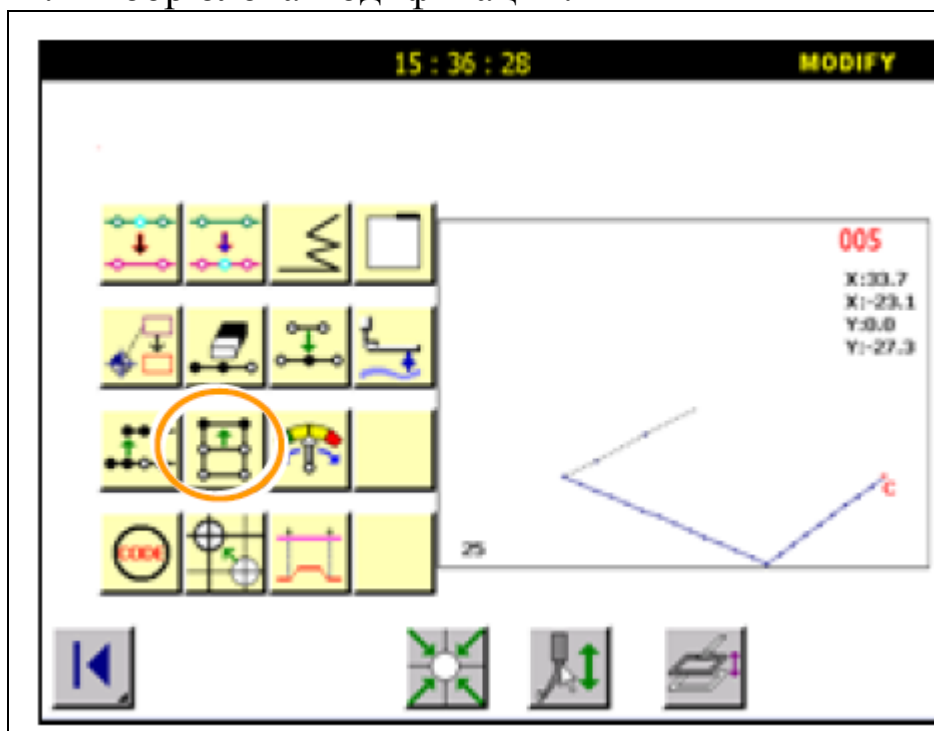 15 : 36 : 28
MODIFY
005
X:33.7
X:-23.1
Y:0.0
Y:-27.3
C
CODE
25